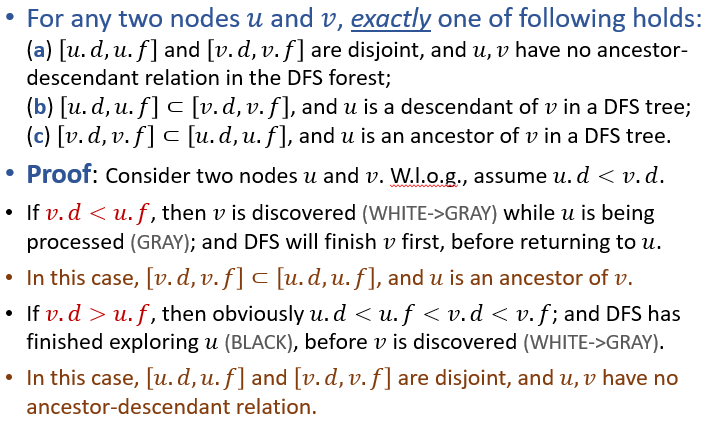 • For any two nodes u and v, exactly one of following holds:
(a) [u. d, u. f] and [v. d, v. f] are disjoint, and u, v have no ancestor-
descendant relation in the DFS forest;
(b) [u. d, u. f] ⊂ [v. d, v. f], and u is a descendant of v in a DFS tree;
(c) [v. d, v. f] ⊂ [u. d, u. f], and u is an ancestor of v in a DFS tree.
• Proof: Consider two nodes u and v. W.l.o.g., assume u. d < v. d.
• If v. d < u. f, then v is discovered (WHITE->GRAY) while u is being
processed (GRAY); and DFS will finish v first, before returning to u.
• In this case, [v. d, v. f] ⊂ [u. d, u. f], and u is an ancestor of v.
• If v. d > u. f, then obviously u. d < u. f < v. d < v. f; and DFS has
finished exploring u (BLACK), before v is discovered (WHITE->GRAY).
• In this case, [u. d, u. f] and [v. d, v. f] are disjoint, and u, v have no
ancestor-descendant relation.